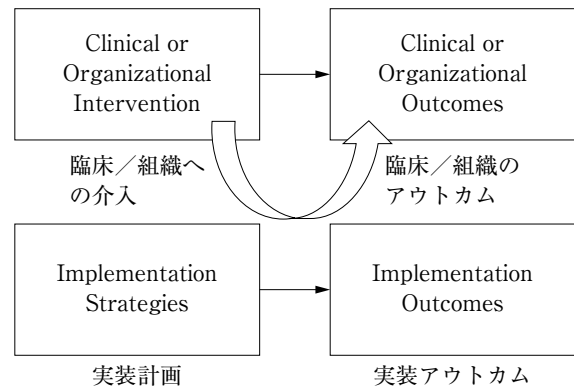 Clinical or
Organizational
Intervention
Clinical or
Organizational
Outcomes
臨床／組織へ
の介入
臨床／組織の
アウトカム
Implementation
Strategies
Implementation
Outcomes
実装計画
実装アウトカム